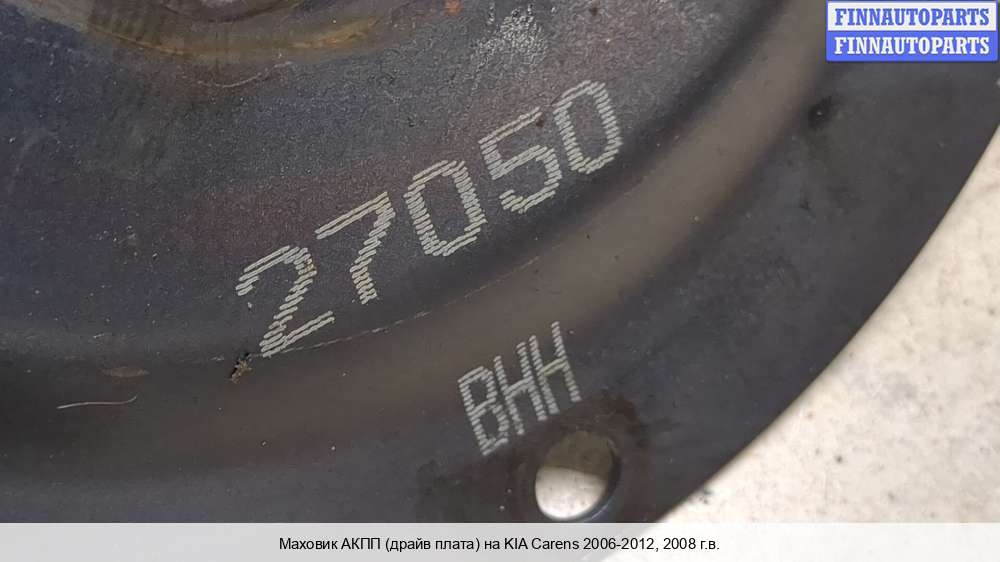 FINNAUTOPARTS
FINNAUTOPARTS
27050
BHH
Маховик АКПП (драйв плата) на KIA Carens 2006-2012, 2008 г.в.